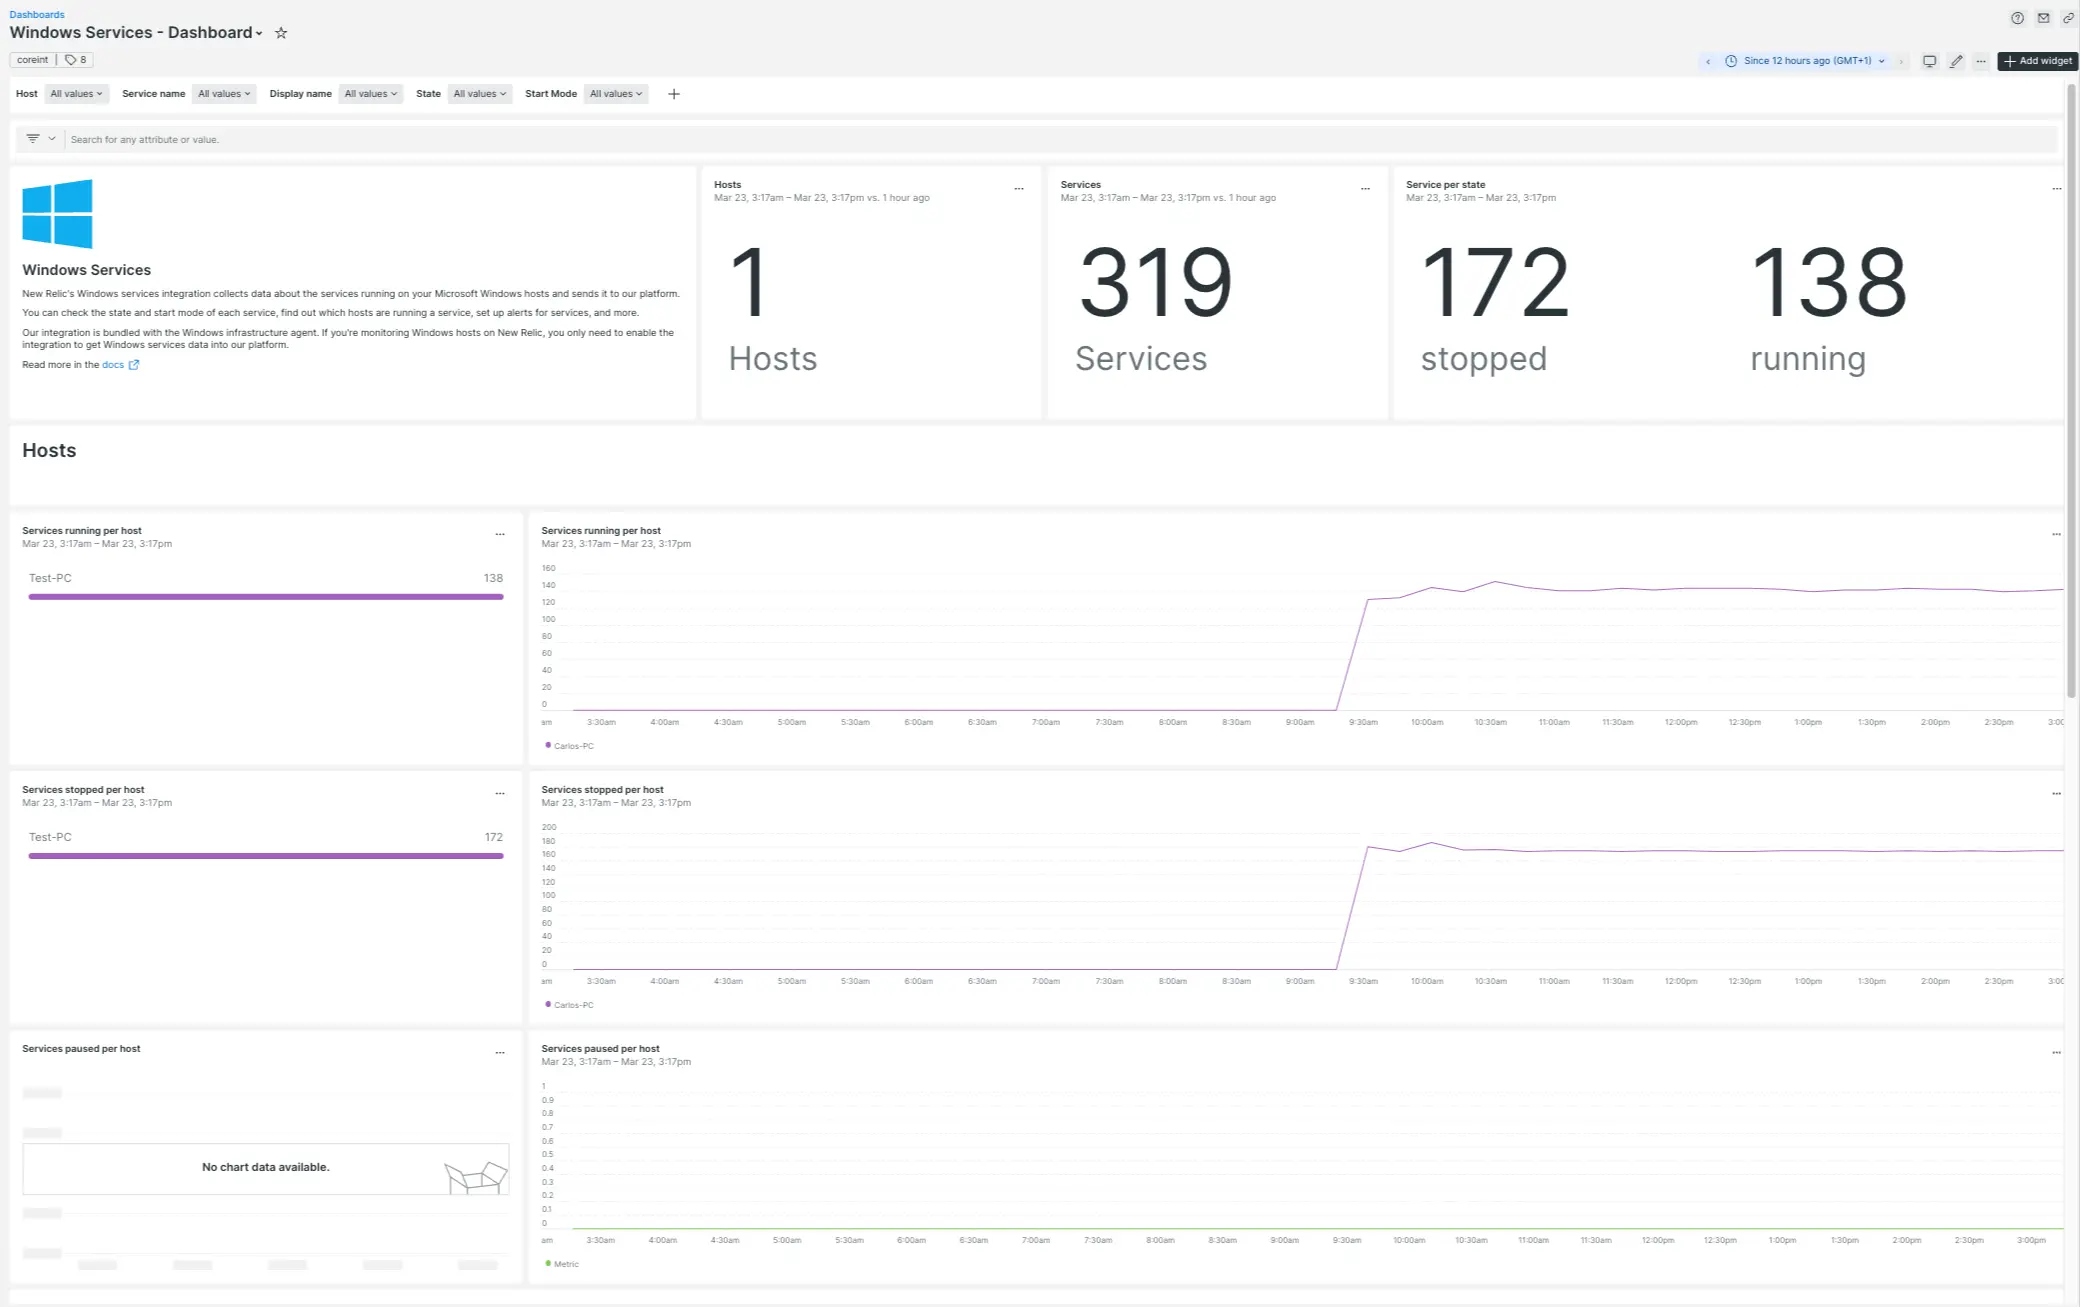 Dashboards
Windows Services - Dashboard
coreint | 8
Since 12 hours ago (GMT+1)
Add widget
Host All values Service name All values Display name All values State All values Start Mode All values
Search for any attribute or value.
Windows Services
New Relic's Windows services integration collects data about the services running on your Microsoft Windows hosts and sends it to our platform.
You can check the state and start mode of each service, find out which hosts are running a service, set up alerts for services, and more.
Our integration is bundled with the Windows infrastructure agent. If you're monitoring Windows hosts on New Relic, you only need to enable the
integration to get Windows services data into our platform.
Read more in the docs
Hosts
Mar 23, 3:17am – Mar 23, 3:17pm vs. 1 hour ago
1
Hosts
Services
Mar 23, 3:17am – Mar 23, 3:17pm vs. 1 hour ago
319
Services
Service per state
Mar 23, 3:17am – Mar 23, 3:17pm
172
stopped
138
running
Hosts
Services running per host
Mar 23, 3:17am – Mar 23, 3:17pm
Test-PC 138
Services running per host
Mar 23, 3:17am – Mar 23, 3:17pm
160
140
120
100
80
60
40
20
0
am 3:30am 4:00am 4:30am 5:00am 5:30am 6:00am 6:30am 7:00am 7:30am 8:00am 8:30am 9:00am 9:30am 10:00am 10:30am 11:00am 11:30am 12:00pm 12:30pm 1:00pm 1:30pm 2:00pm 2:30pm 3:00
Carlos-PC
Services stopped per host
Mar 23, 3:17am – Mar 23, 3:17pm
Test-PC 172
Services stopped per host
Mar 23, 3:17am – Mar 23, 3:17pm
200
180
160
140
120
100
80
60
40
20
0
am 3:30am 4:00am 4:30am 5:00am 5:30am 6:00am 6:30am 7:00am 7:30am 8:00am 8:30am 9:00am 9:30am 10:00am 10:30am 11:00am 11:30am 12:00pm 12:30pm 1:00pm 1:30pm 2:00pm 2:30pm 3:00
Carlos-PC
Services paused per host
No chart data available.
Services paused per host
Mar 23, 3:17am – Mar 23, 3:17pm
1
0.9
0.8
0.7
0.6
0.5
0.4
0.3
0.2
0.1
0
am 3:30am 4:00am 4:30am 5:00am 5:30am 6:00am 6:30am 7:00am 7:30am 8:00am 8:30am 9:00am 9:30am 10:00am 10:30am 11:00am 11:30am 12:00pm 12:30pm 1:00pm 1:30pm 2:00pm 2:30pm 3:00pm
Metric